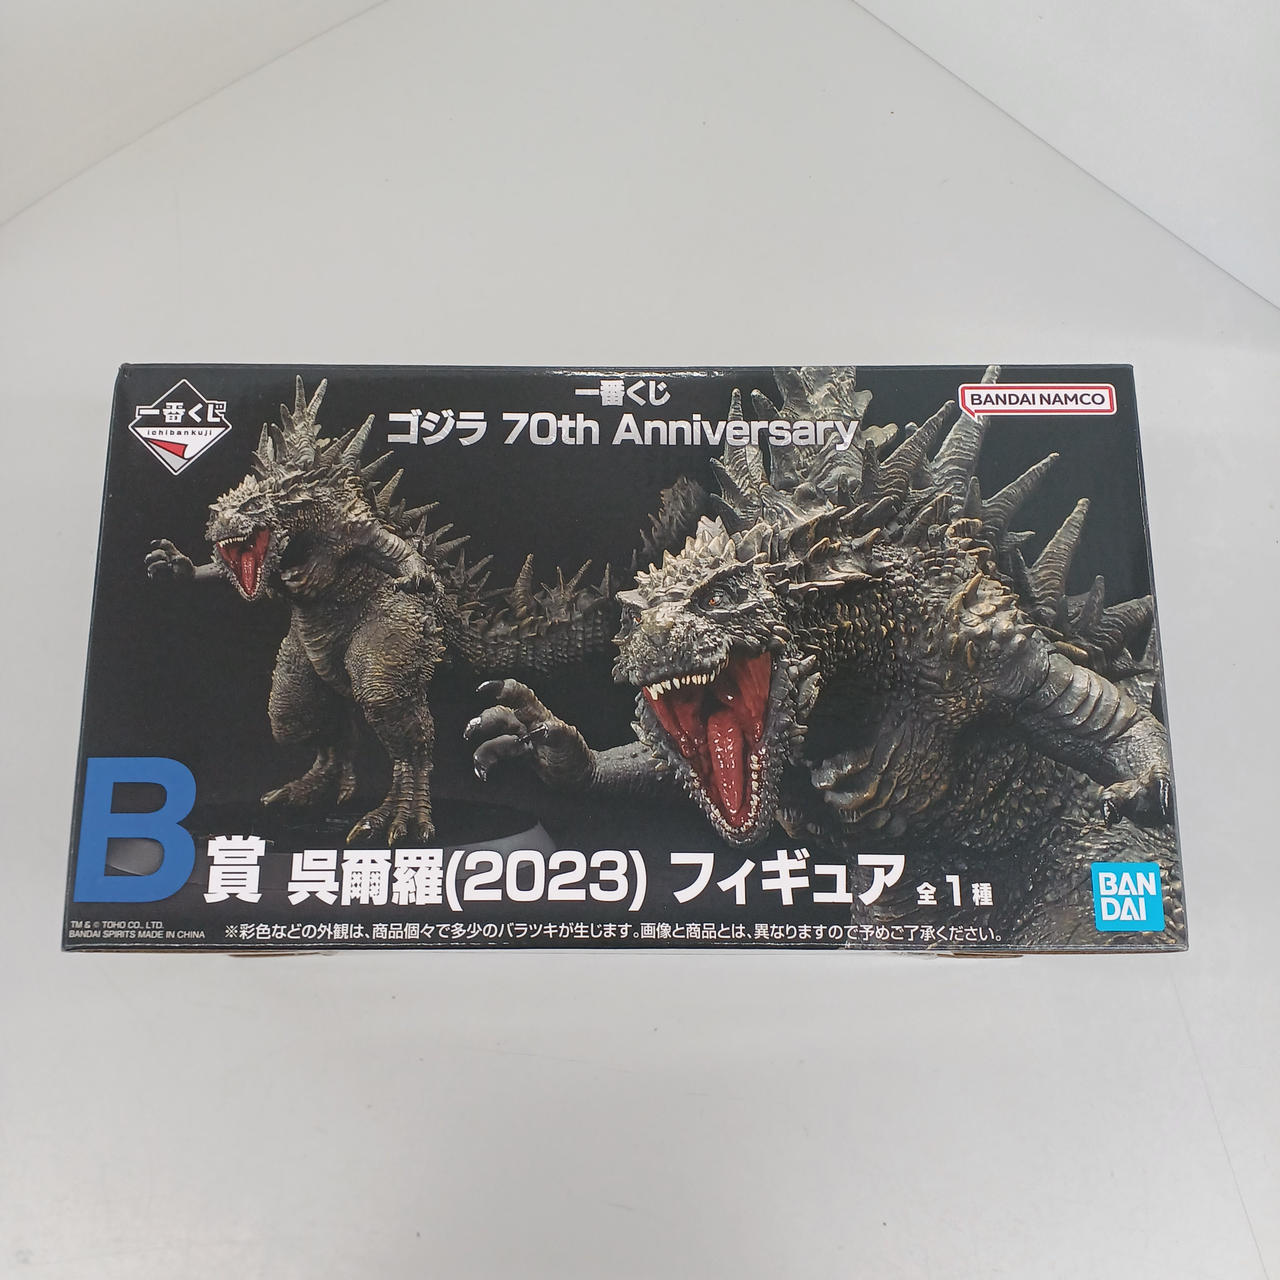 一番くじ
ichibankuji
一番くじ
ゴジラ 70th Anniversary
BANDAI NAMCO
B賞 呉爾羅(2023) フィギュア 全1種
BAN
DAI
TM & © TOHO CO., LTD.
BANDAI SPIRITS MADE IN CHINA
※彩色などの外観は、商品個々で多少のバラツキが生じます。画像と商品とは、異なりますので予めご了承ください。